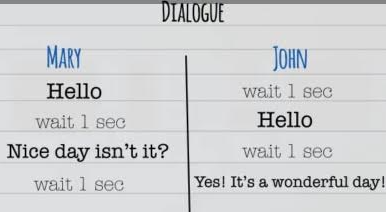 DIALOGUE
MARY JOHN
Hello wait 1 sec
wait 1 sec Hello
Nice day isn't it? wait 1 sec
wait 1 sec Yes! It's a wonderful day!